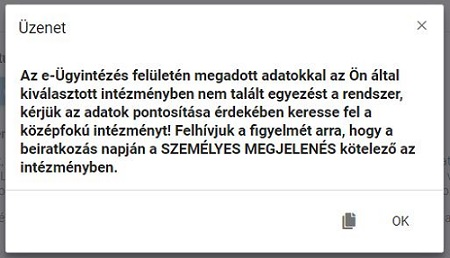 Üzenet
Az e-Ügyintézés felületén megadott adatokkal az Ön által
kiválasztott intézményben nem talált egyezést a rendszer,
kérjük az adatok pontosítása érdekében keresse fel a
középfokú intézményt! Felhívjuk a figyelmét arra, hogy a
beiratkozás napján a SZEMÉLYES MEGJELENÉS kötelező az
intézményben.
OK